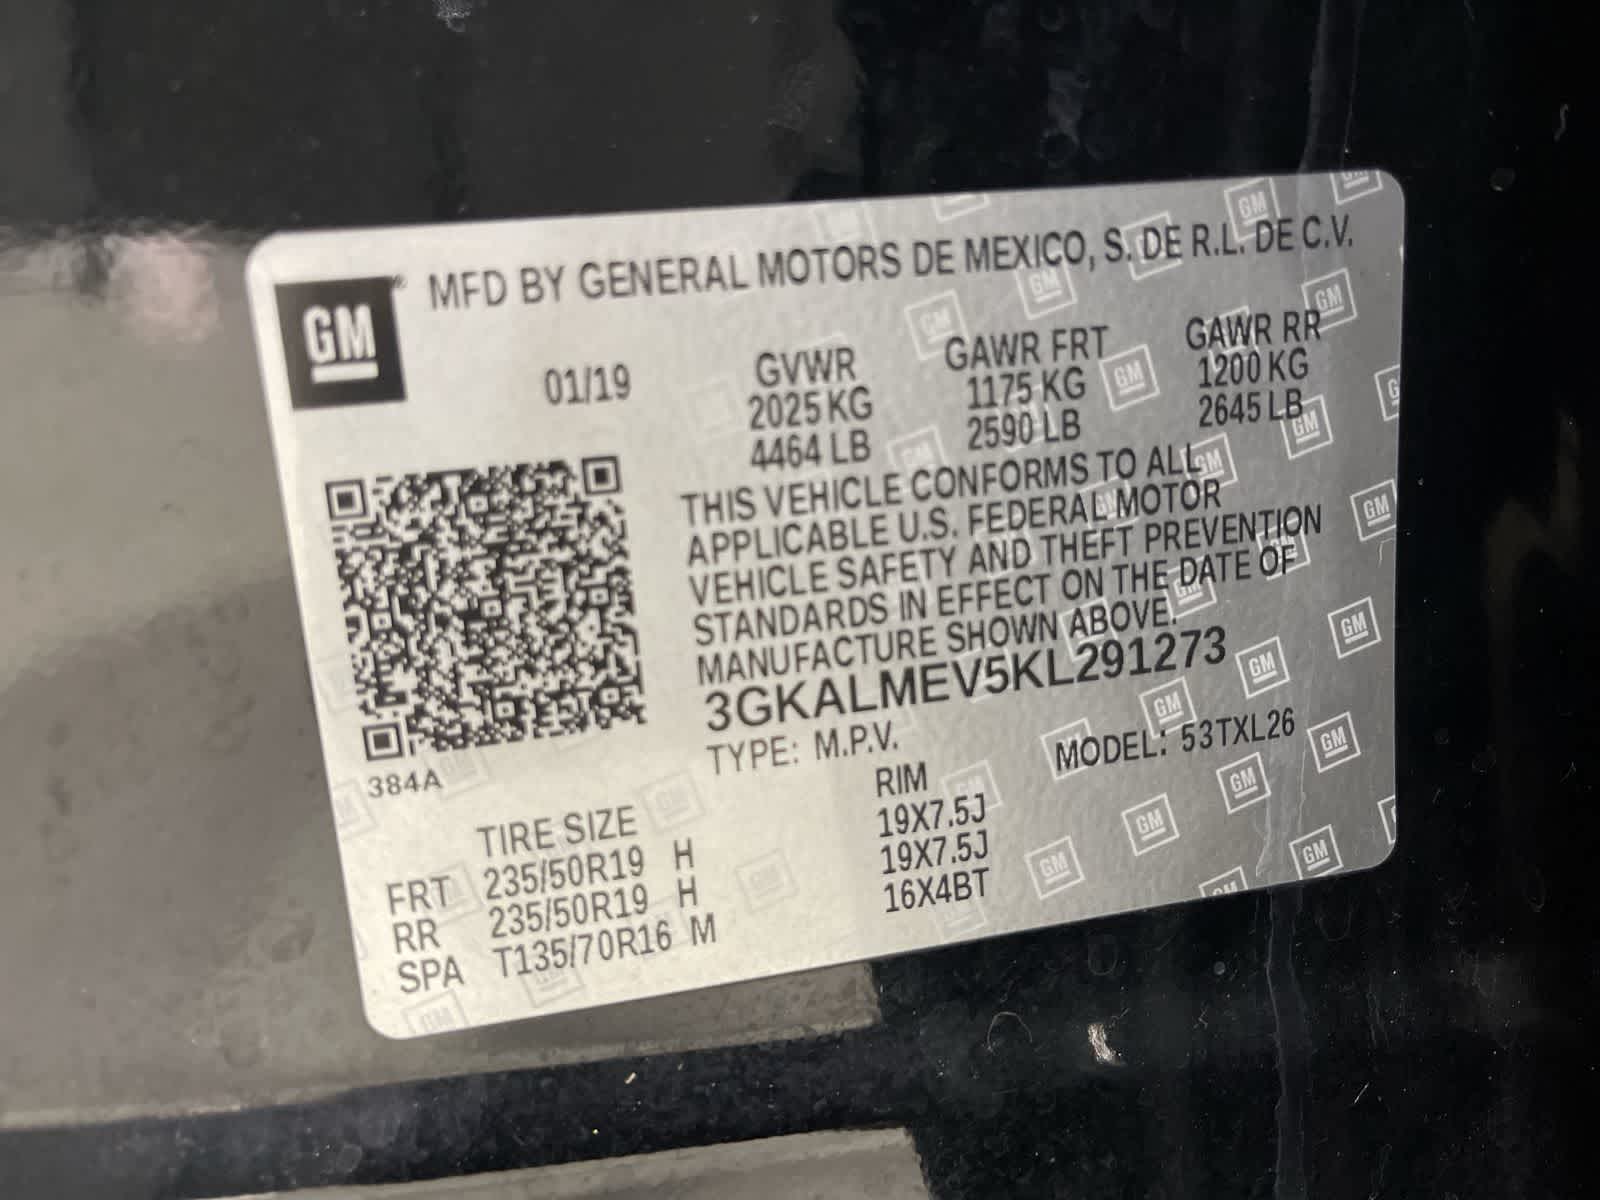 GM
MFD BY GENERAL MOTORS DE MEXICO, S. DE R.L. DE C.V.
01/19
GVWR GAWR FRT GAWR RR
2025 KG 1175 KG 1200 KG
4464 LB 2590 LB 2645 LB
THIS VEHICLE CONFORMS TO ALL
APPLICABLE U.S. FEDERAL MOTOR
VEHICLE SAFETY AND THEFT PREVENTION
STANDARDS IN EFFECT ON THE DATE OF
MANUFACTURE SHOWN ABOVE.
3GKALMEV5KL291273
TYPE: M.P.V. MODEL: 53TXL26
384A
TIRE SIZE RIM
FRT 235/50R19 H 19X7.5J
RR 235/50R19 H 19X7.5J
SPA T135/70R16 M 16X4BT